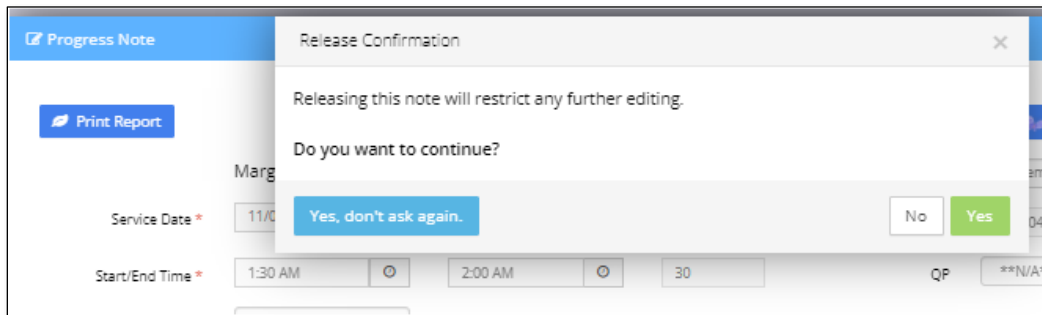 Progress Note
Release Confirmation
Releasing this note will restrict any further editing.
Print Report
Do you want to continue?
Service Date *
Yes, don't ask again.
No
Yes
Start/End Time *
1:30 AM
2:00 AM
30
QP
**N/A*